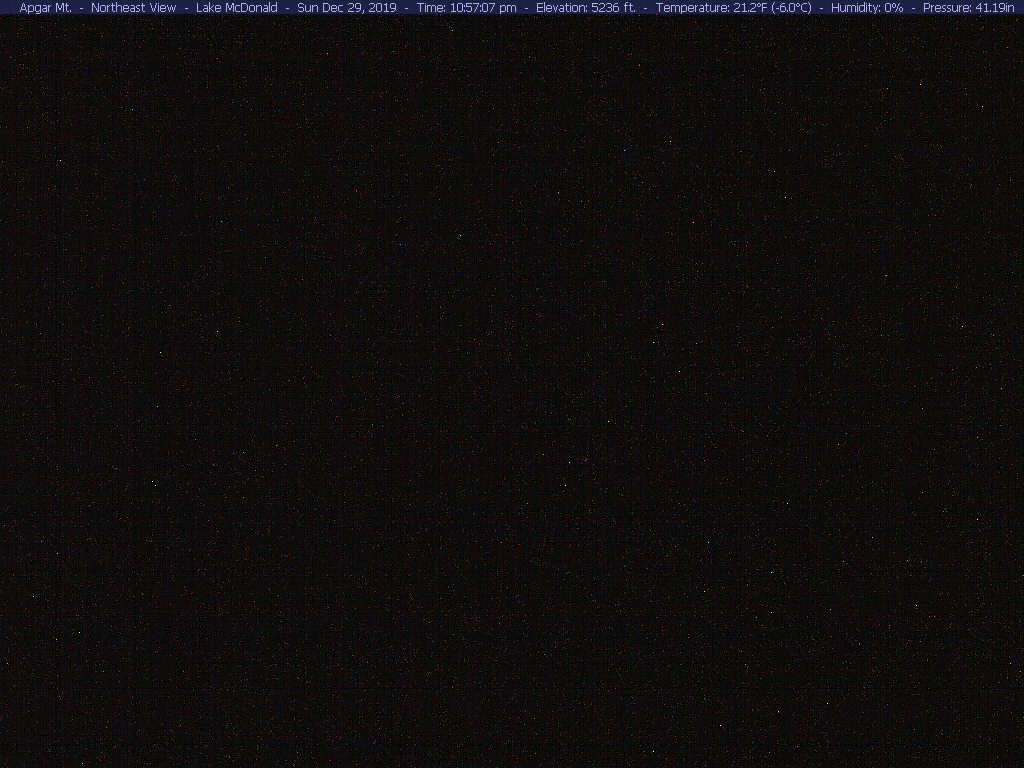 Apgar Mt. - Northeast View - Lake McDonald - Sun Dec 29, 2019 - Time: 10:57:07 pm - Elevation: 5236 ft. - Temperature: 21.2°F (-6.0°C) - Humidity: 0% - Pressure: 41.19in